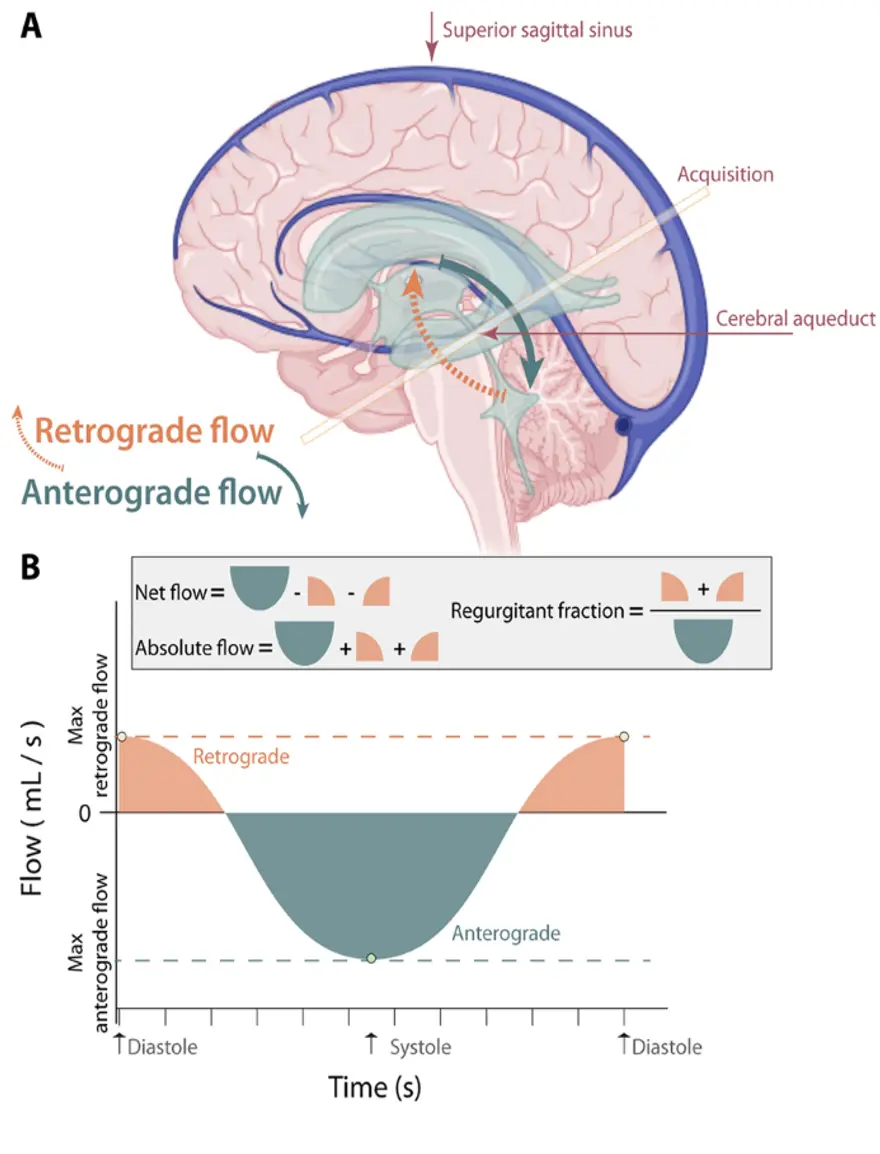 A
Superior sagittal sinus
Acquisition
Cerebral aqueduct
Retrograde flow
Anterograde flow
B
Net flow = - -
Absolute flow = + +
Regurgitant fraction = +
Flow ( mL / s )
Max
retrograde flow
Retrograde
0
Max
anterograde flow
Anterograde
Diastole
Systole
Diastole
Time (s)